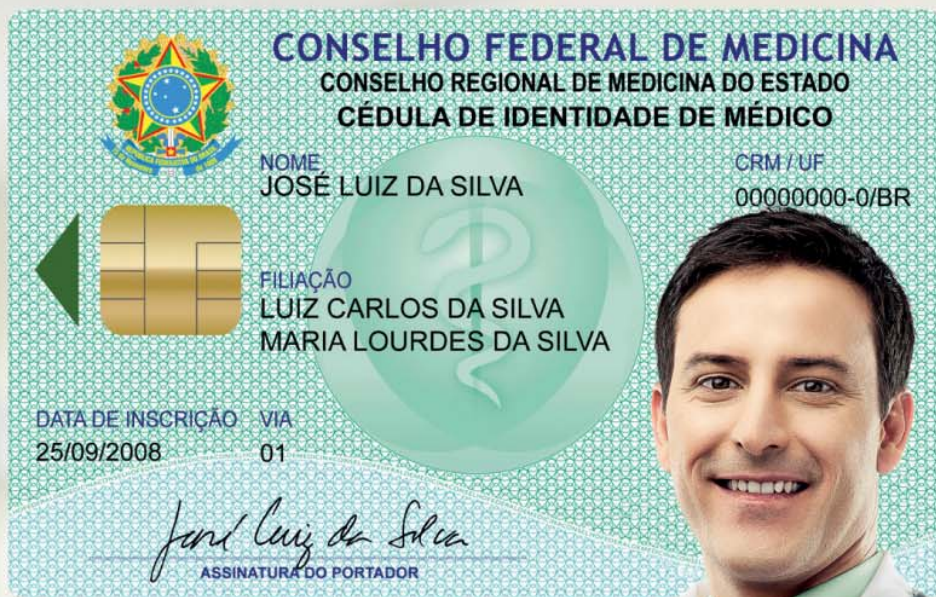 CONSELHO FEDERAL DE MEDICINA
CONSELHO REGIONAL DE MEDICINA DO ESTADO
CÉDULA DE IDENTIDADE DE MÉDICO
NOME
JOSÉ LUIZ DA SILVA
CRM / UF
00000000-0/BR
FILIAÇÃO
LUIZ CARLOS DA SILVA
MARIA LOURDES DA SILVA
DATA DE INSCRIÇÃO VIA
25/09/2008 01
José Luiz da Silva
ASSINATURA DO PORTADOR